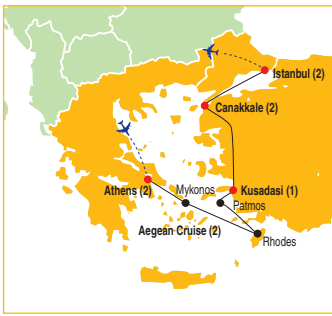 Istanbul (2)
Canakkale (2)
Athens (2)
Mykonos
Kusadasi (1)
Patmos
Aegean Cruise (2)
Rhodes